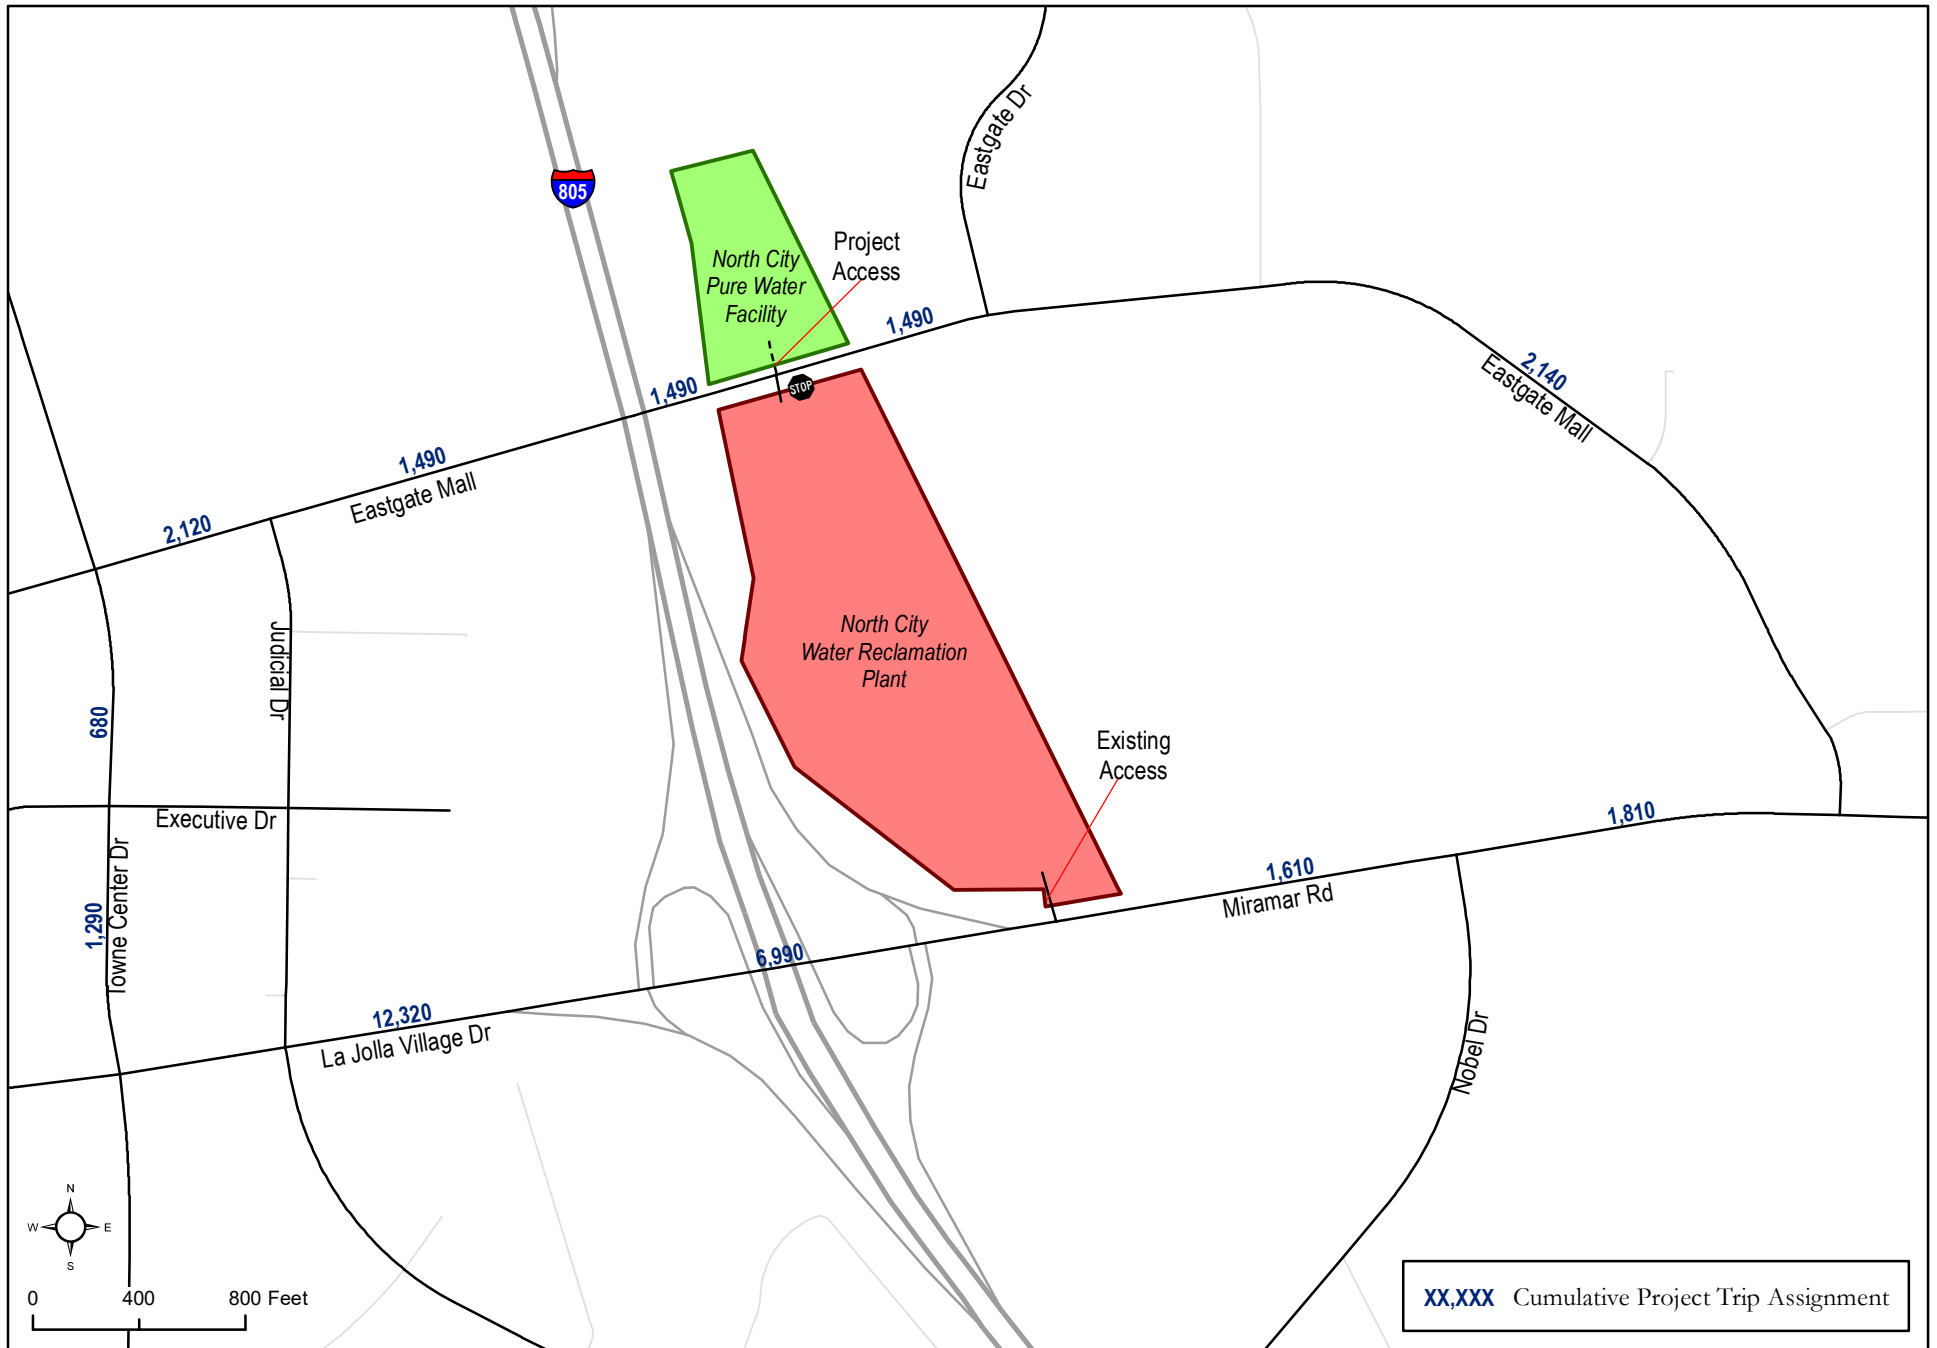 Eastgate Dr
805
Project
Access
North City
Pure Water
Facility
1,490
1,490
STOP
2,140
Eastgate Mall
1,490
Eastgate Mall
2,120
North City
Water Reclamation
Plant
Judicial Dr
680
Existing
Access
Executive Dr
1,810
Towne Center Dr
1,290
1,610
Miramar Rd
6,990
12,320
La Jolla Village Dr
Nobel Dr
N
W
E
S
0 400 800 Feet
XX,XXX Cumulative Project Trip Assignment